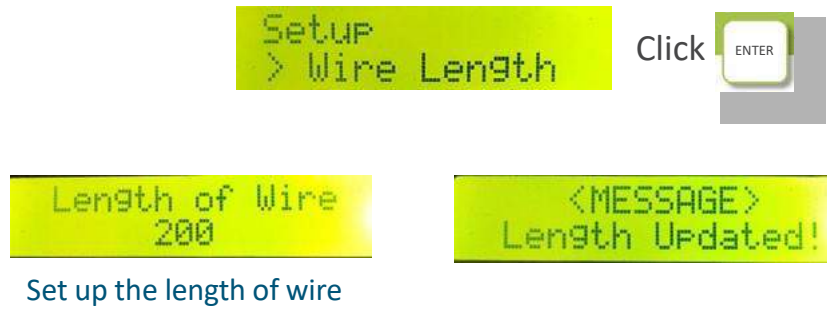 Setup
> Wire Length
Click ENTER
Length of Wire
200
<MESSAGE>
Length Updated!
Set up the length of wire